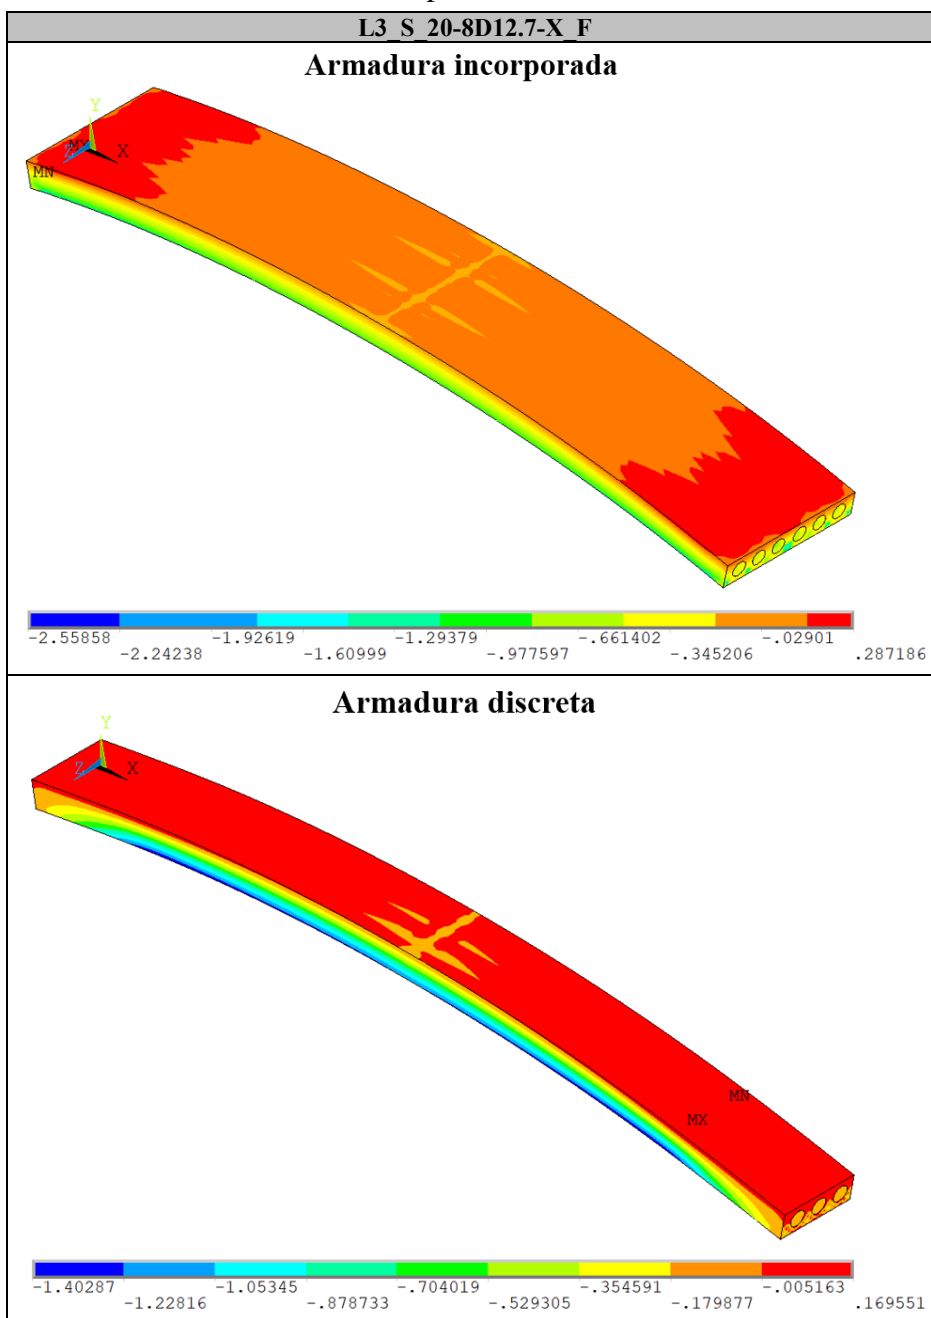 L3_S_20-8D12.7-X_F
Armadura incorporada
Y
MX
Z
X
MN
-2.55858
-1.92619
-1.29379
-.661402
-.02901
-2.24238
-1.60999
-.977597
-.345206
.287186
Armadura discreta
Y
Z
X
MN
MX
-1.40287
-1.05345
-.704019
-.354591
-.005163
-1.22816
-.878733
-.529305
-.179877
.169551